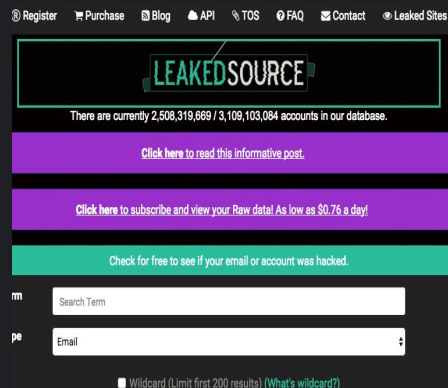 Register Purchase Blog API TOS FAQ Contact Leaked Sites
LEAKEDSOURCE
There are currently 2,508,319,669 / 3,109,103,084 accounts in our database.
Click here to read this informative post.
Click here to subscribe and view your Raw data! As low as $0.76 a day!
Check for free to see if your email or account was hacked.
rm Search Term
pe Email
Wildcard (Limit first 200 results) (What's wildcard?)